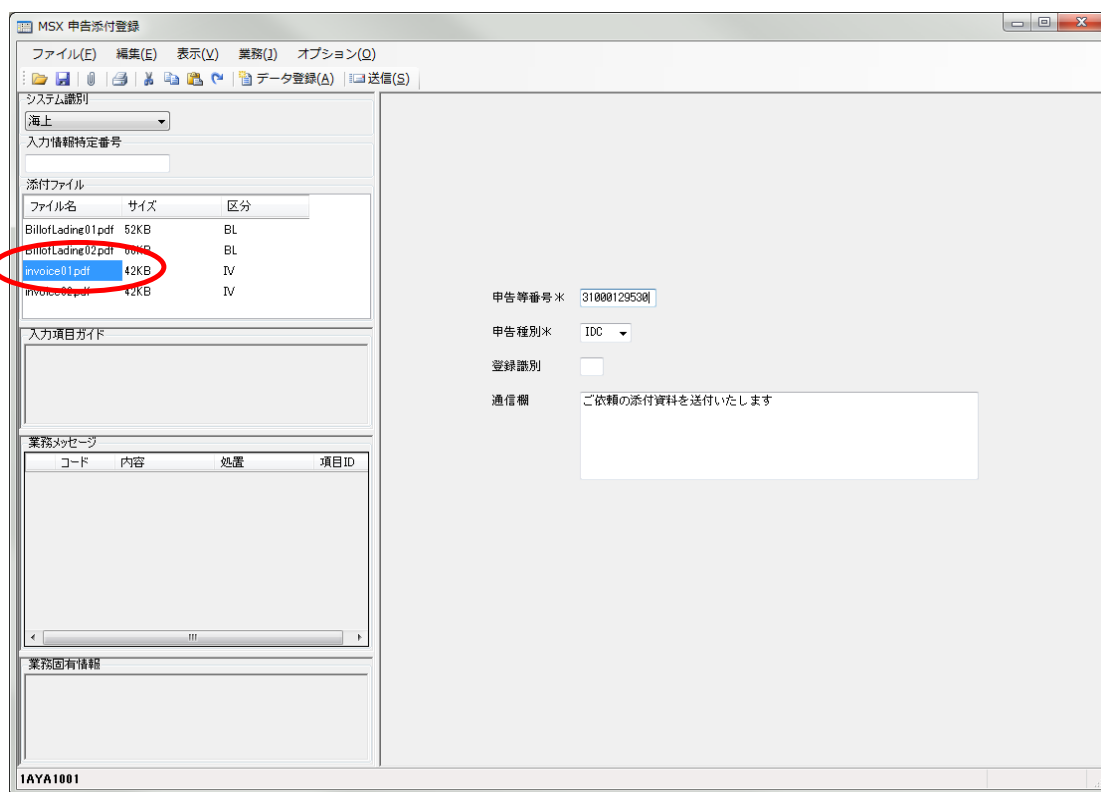 MSX 申告添付登録
ファイル(F) 編集(E) 表示(V) 業務(J) オプション(O)
データ登録(A) 送信(S)
システム識別
海上
入力情報特定番号
添付ファイル
ファイル名 サイズ 区分
BillofLading01.pdf 52KB BL
BillofLading02.pdf 60KB BL
invoice01.pdf 42KB IV
invoice02.pdf 42KB IV
申告等番号※ 31000129530
入力項目ガイド
申告種別※ IDC
登録識別
通信欄 ご依頼の添付資料を送付いたします
業務メッセージ
コード 内容 処置 項目ID
業務固有情報
1AYA1001